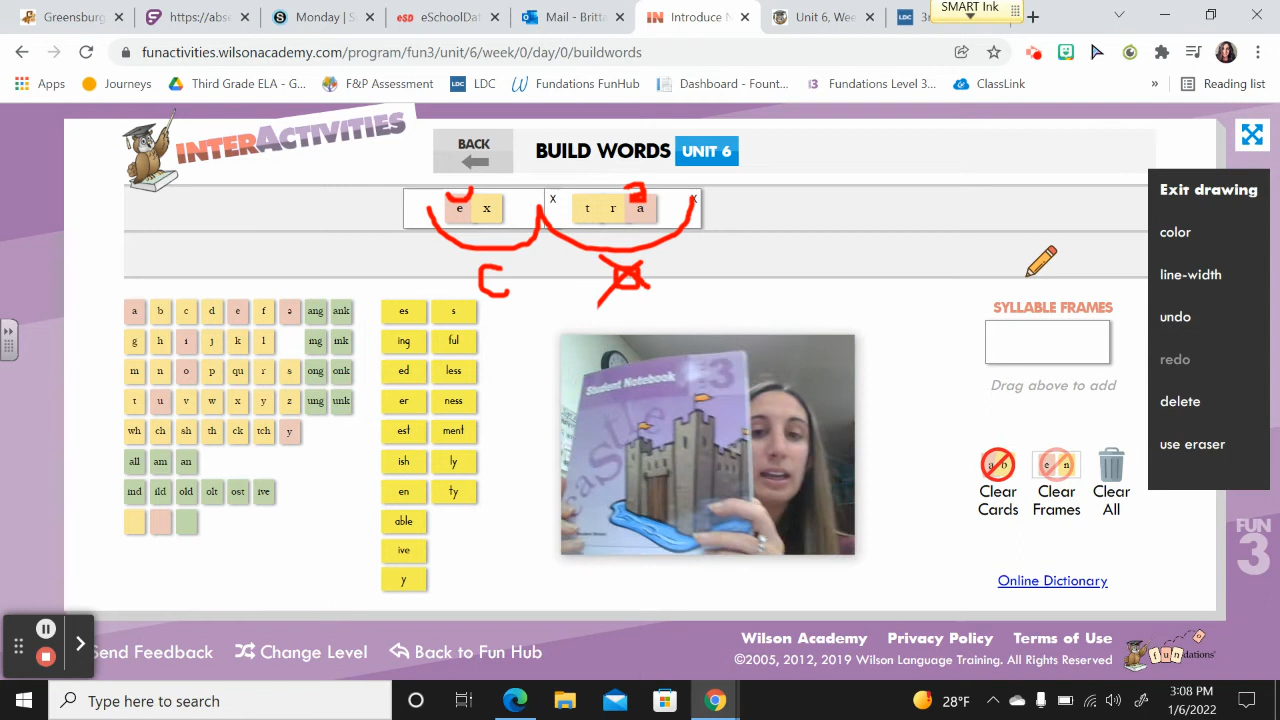 Greensburg
https://abse
Monday | S
eSchoolDat
Mail - Britta
Introduce N
Unit 6, Wee
3r
SMART Ink
funactivities.wilsonacademy.com/program/fun3/unit/6/week/0/day/0/buildwords
Apps Journeys Third Grade ELA - G... F&P Assessment LDC Fundations FunHub Dashboard - Fount... Fundations Level 3... ClassLink » Reading list
INTERACTIVITIES
BACK
BUILD WORDS UNIT 6
e x x t r a x
c
Exit drawing
color
line-width
undo
redo
delete
use eraser
a b c d e f ə ang ank
g h i j k l ing ink
m n o p qu r s ong onk
t u v w x y z ung unk
wh ch sh th ck tch y
all am an
ind ild old olt ost ive
es s
ing ful
ed less
er ness
est ment
ish ly
en ty
able
ive
y
Student Notebook 3
SYLLABLE FRAMES
Drag above to add
a b
e n
Clear Cards
Clear Frames
Clear All
Online Dictionary
FUN 3
Send Feedback Change Level Back to Fun Hub
Wilson Academy Privacy Policy Terms of Use
©2005, 2012, 2019 Wilson Language Training. All Rights Reserved
fundations
Type here to search
28°F
3:08 PM
1/6/2022